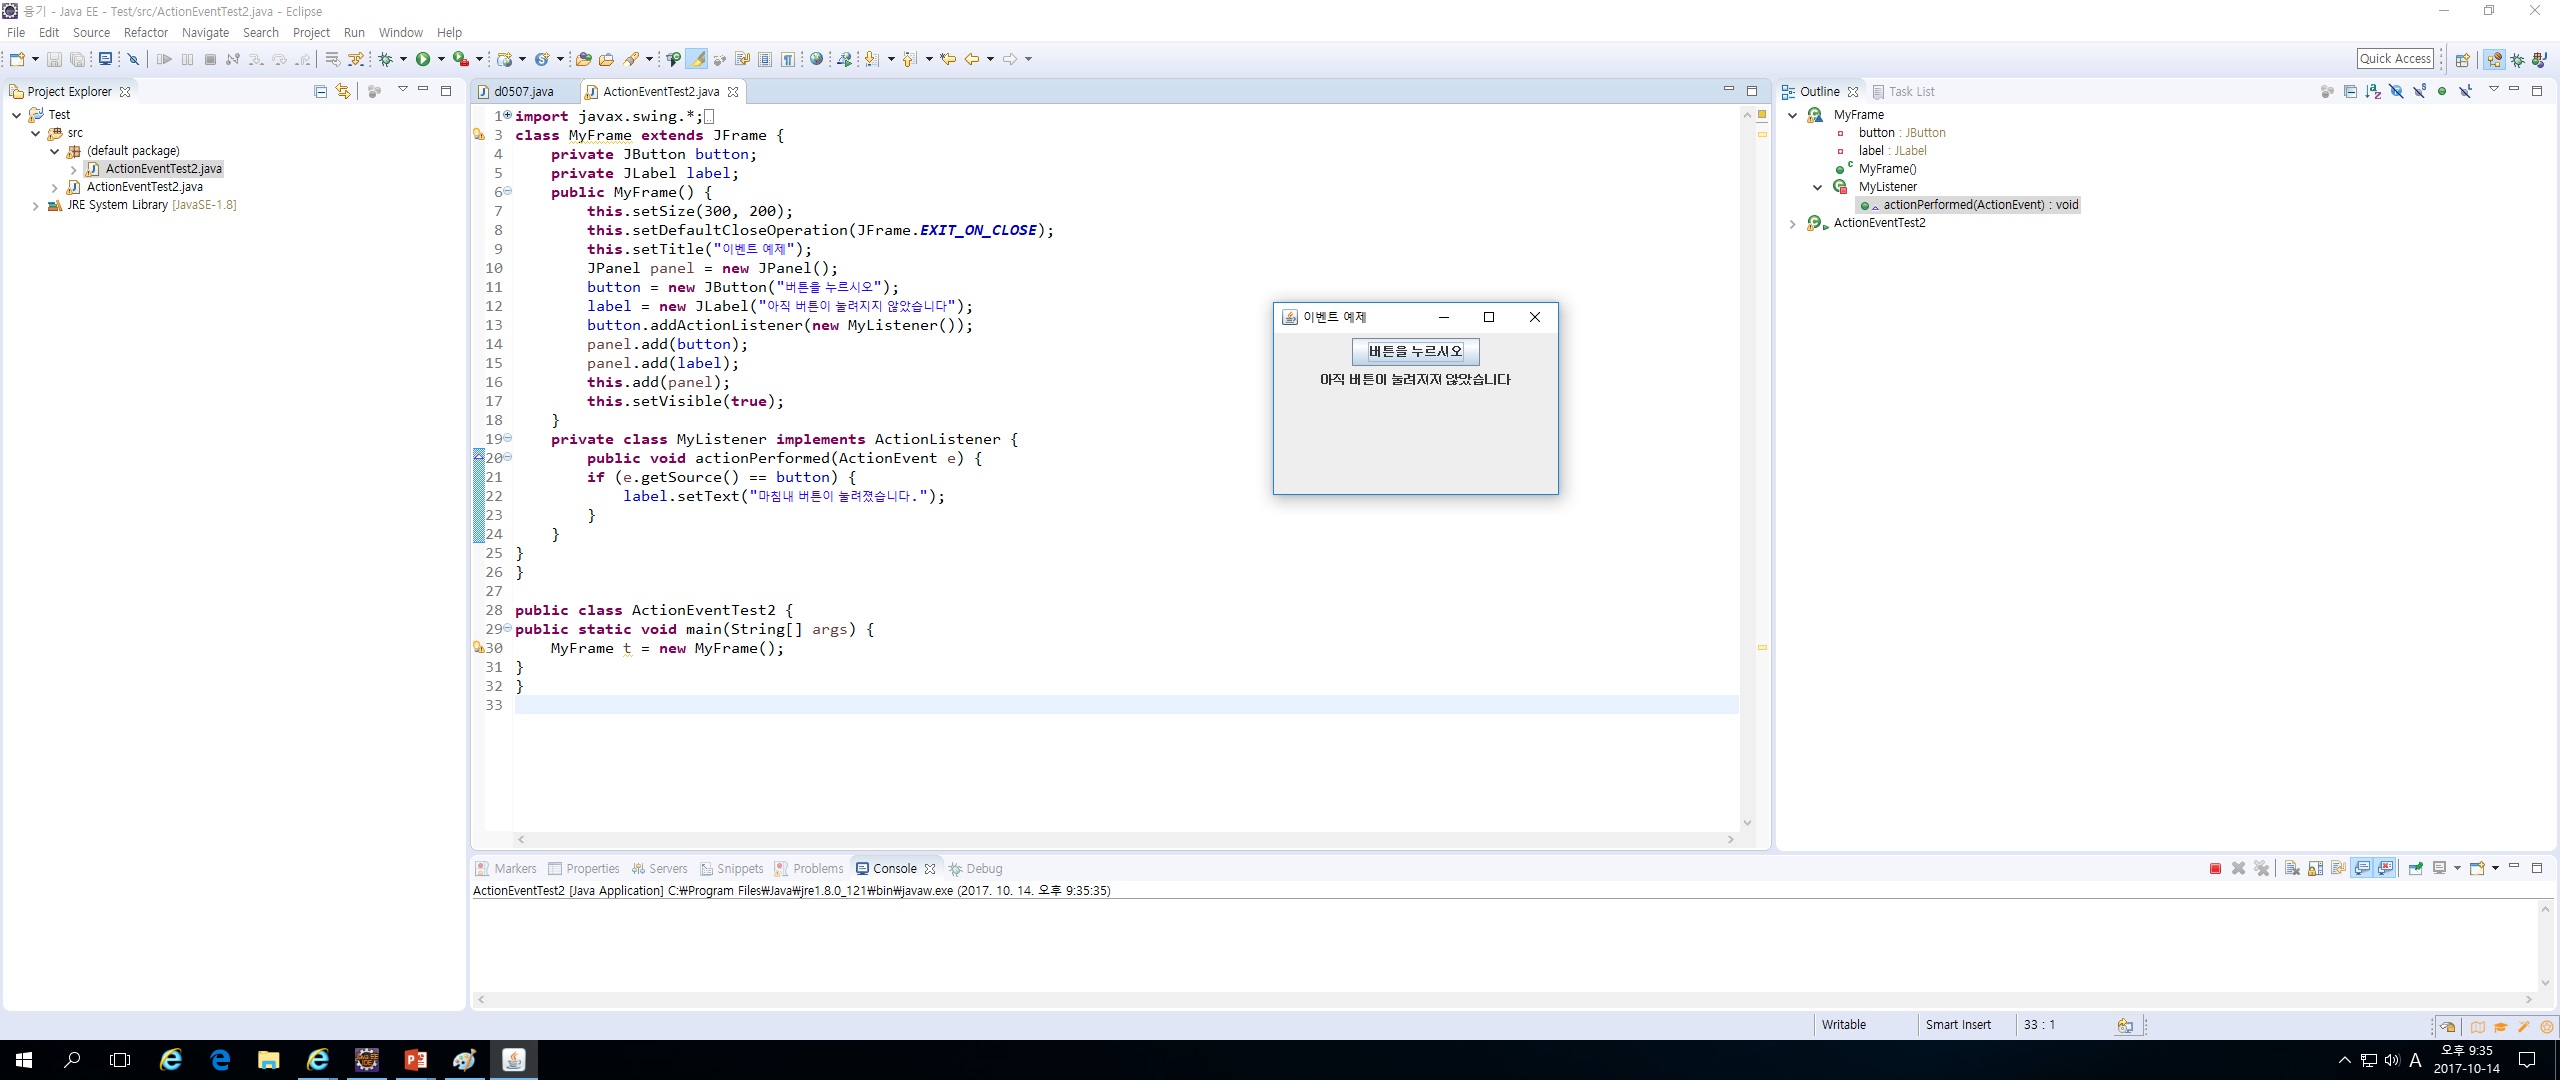 융기 - Java EE - Test/src/ActionEventTest2.java - Eclipse
File Edit Source Refactor Navigate Search Project Run Window Help
Quick Access
Project Explorer
Test
src
(default package)
ActionEventTest2.java
ActionEventTest2.java
JRE System Library [JavaSE-1.8]
d0507.java ActionEventTest2.java
1 import javax.swing.*;
3 class MyFrame extends JFrame {
4 private JButton button;
5 private JLabel label;
6 public MyFrame() {
7 this.setSize(300, 200);
8 this.setDefaultCloseOperation(JFrame.EXIT_ON_CLOSE);
9 this.setTitle("이벤트 예제");
10 JPanel panel = new JPanel();
11 button = new JButton("버튼을 누르시오");
12 label = new JLabel("아직 버튼이 눌려지지 않았습니다");
13 button.addActionListener(new MyListener());
14 panel.add(button);
15 panel.add(label);
16 this.add(panel);
17 this.setVisible(true);
18 }
19 private class MyListener implements ActionListener {
20 public void actionPerformed(ActionEvent e) {
21 if (e.getSource() == button) {
22 label.setText("마침내 버튼이 눌려졌습니다.");
23 }
24 }
25 }
26 }
27
28 public class ActionEventTest2 {
29 public static void main(String[] args) {
30 MyFrame t = new MyFrame();
31 }
32 }
33
이벤트 예제
버튼을 누르시오
아직 버튼이 눌려지지 않았습니다
Outline Task List
MyFrame
button : JButton
label : JLabel
MyFrame()
MyListener
actionPerformed(ActionEvent) : void
ActionEventTest2
Markers Properties Servers Snippets Problems Console Debug
ActionEventTest2 [Java Application] C:₩Program Files₩Java₩jre1.8.0_121₩bin₩javaw.exe (2017. 10. 14. 오후 9:35:35)
Writable Smart Insert 33 : 1
A 오후 9:35
2017-10-14